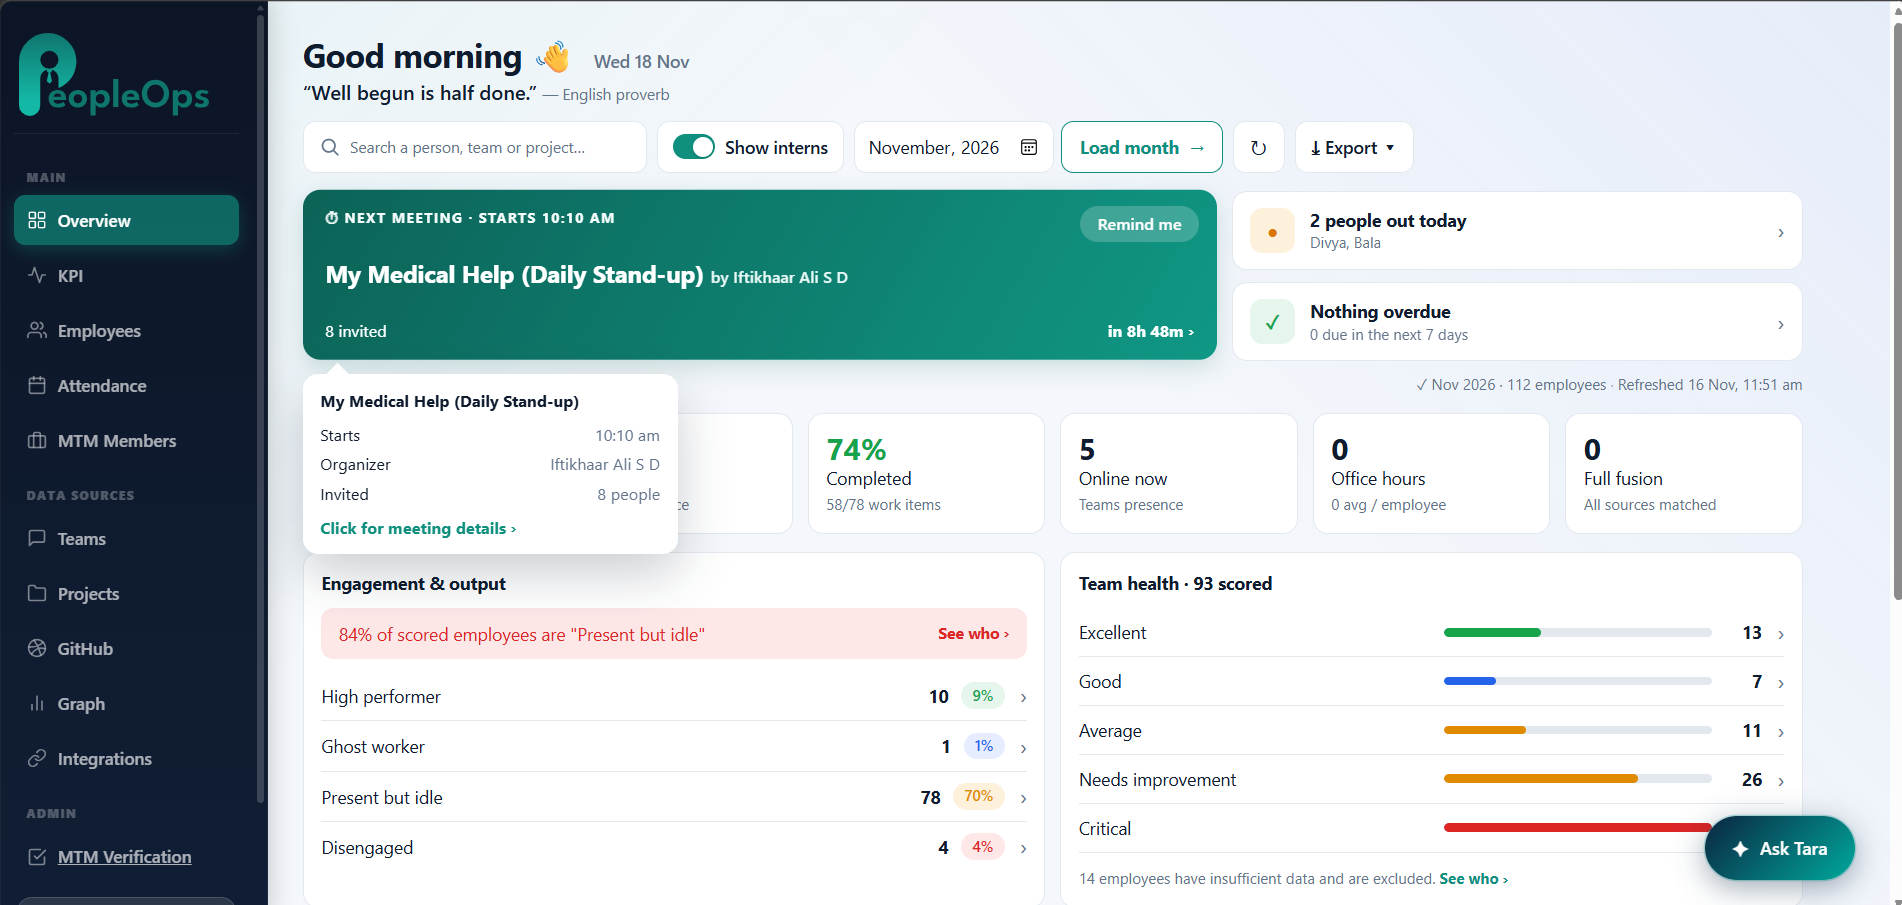 PeopleOps
MAIN
Overview
KPI
Employees
Attendance
MTM Members
DATA SOURCES
Teams
Projects
GitHub
Graph
Integrations
ADMIN
MTM Verification
Good morning 👋 Wed 18 Nov
“Well begun is half done.” — English proverb
Search a person, team or project...
Show interns
November, 2026
Load month →
↻
Export
NEXT MEETING · STARTS 10:10 AM
Remind me
My Medical Help (Daily Stand-up) by Iftikhaar Ali S D
8 invited
in 8h 48m ›
2 people out today
Divya, Bala
Nothing overdue
0 due in the next 7 days
✓ Nov 2026 · 112 employees · Refreshed 16 Nov, 11:51 am
My Medical Help (Daily Stand-up)
Starts 10:10 am
Organizer Iftikhaar Ali S D
Invited 8 people
Click for meeting details ›
ce
74%
Completed
58/78 work items
5
Online now
Teams presence
0
Office hours
0 avg / employee
0
Full fusion
All sources matched
Engagement & output
84% of scored employees are "Present but idle" See who ›
High performer 10 9% ›
Ghost worker 1 1% ›
Present but idle 78 70% ›
Disengaged 4 4% ›
Team health · 93 scored
Excellent 13 ›
Good 7 ›
Average 11 ›
Needs improvement 26 ›
Critical
14 employees have insufficient data and are excluded. See who ›
Ask Tara